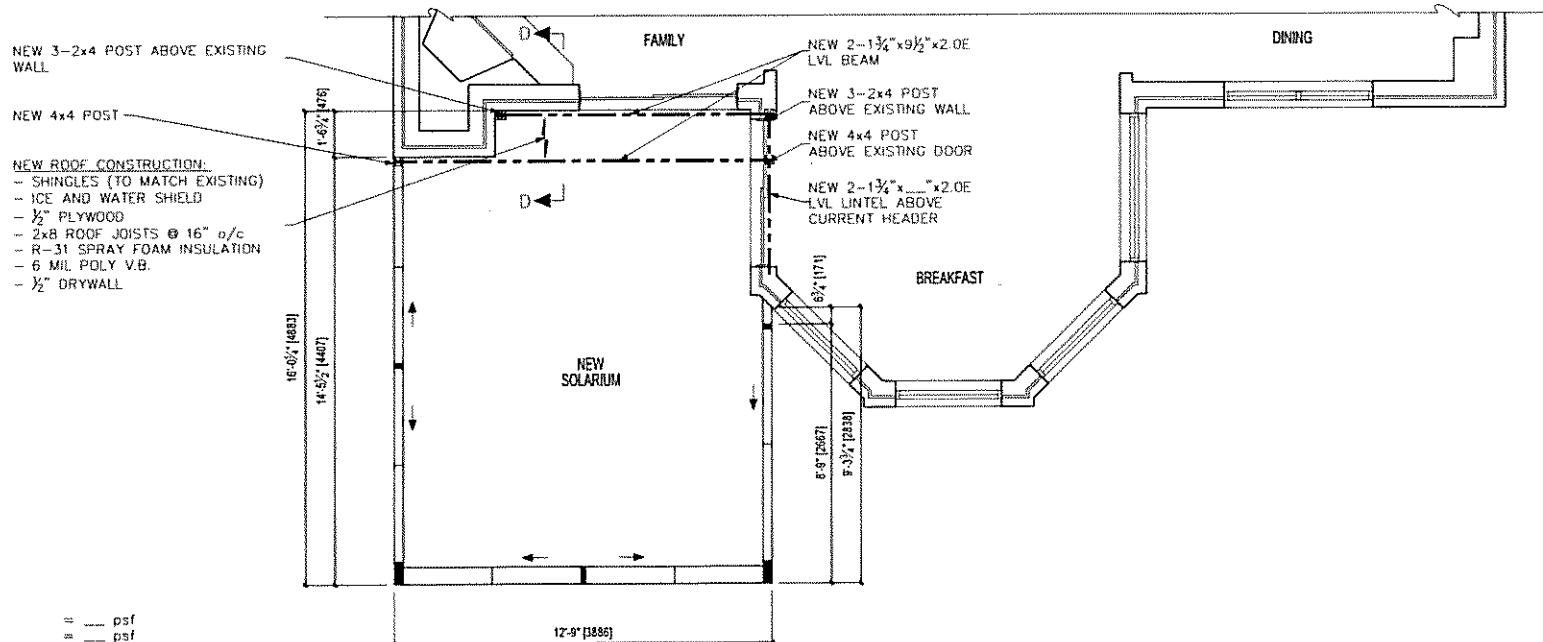 FAMILY
DINING
D
NEW 3-2x4 POST ABOVE EXISTING
WALL
NEW 4x4 POST
NEW ROOF CONSTRUCTION:
- SHINGLES (TO MATCH EXISTING)
- ICE AND WATER SHIELD
- ½" PLYWOOD
- 2x8 ROOF JOISTS @ 16" o/c
- R-31 SPRAY FOAM INSULATION
- 6 MIL POLY V.B.
- ½" DRYWALL
NEW 2-1¾"x9½"x2.0E
LVL BEAM
NEW 3-2x4 POST
ABOVE EXISTING WALL
NEW 4x4 POST
ABOVE EXISTING DOOR
NEW 2-1¾"x__"x2.0E
LVL LINTEL ABOVE
CURRENT HEADER
D
1'-6¾" [476]
16'-0¼" [4883]
14'-5½" [4407]
6¾" [171]
8'-9" [2667]
9'-3¾" [2838]
BREAKFAST
NEW
SOLARIUM
12'-9" [3886]
= __ psf
= __ psf